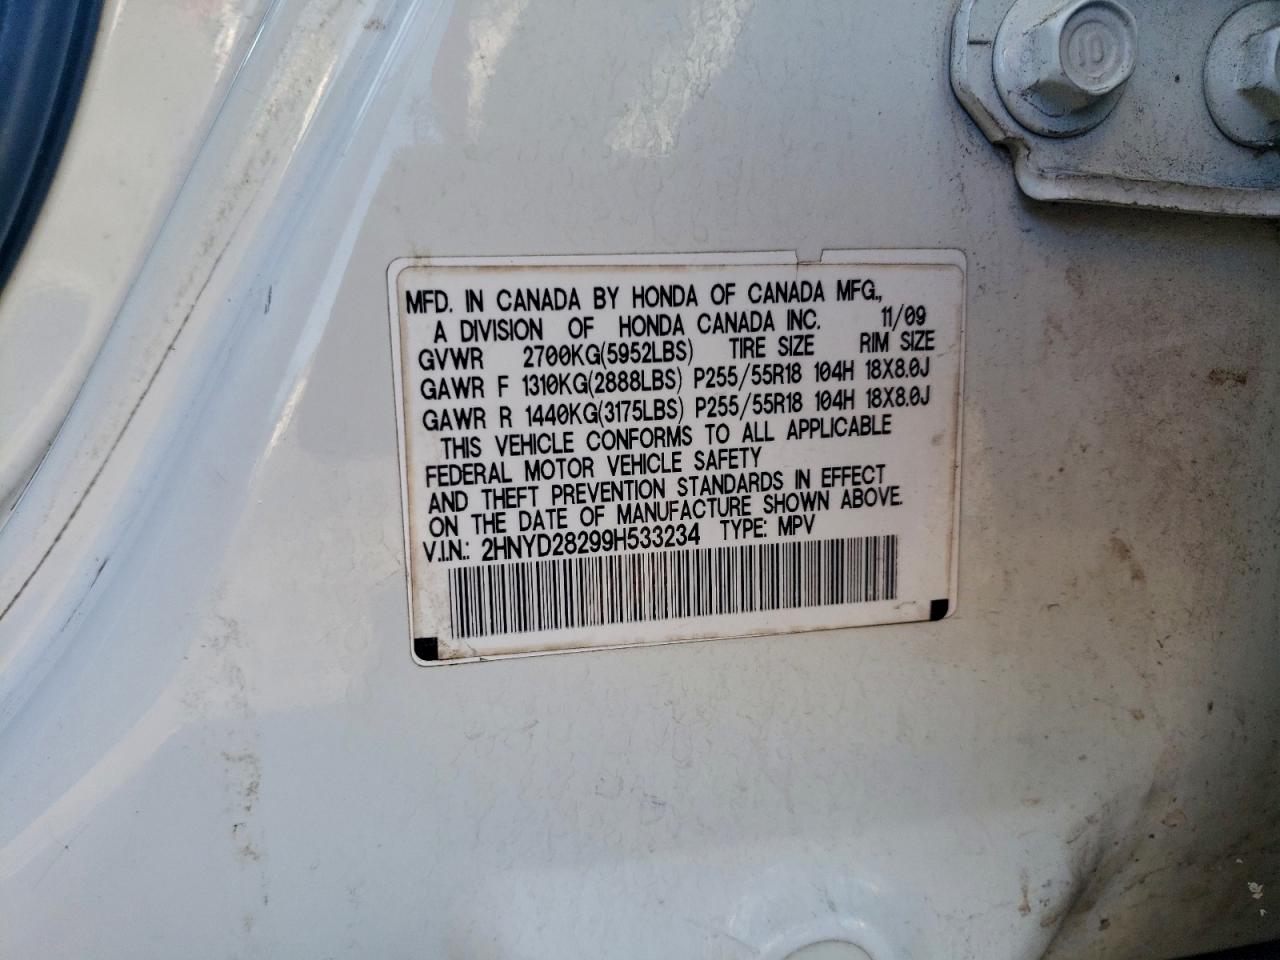 10
MFD. IN CANADA BY HONDA OF CANADA MFG.,
A DIVISION OF HONDA CANADA INC. 11/09
GVWR 2700KG(5952LBS) TIRE SIZE RIM SIZE
GAWR F 1310KG(2888LBS) P255/55R18 104H 18X8.0J
GAWR R 1440KG(3175LBS) P255/55R18 104H 18X8.0J
THIS VEHICLE CONFORMS TO ALL APPLICABLE
FEDERAL MOTOR VEHICLE SAFETY
AND THEFT PREVENTION STANDARDS IN EFFECT
ON THE DATE OF MANUFACTURE SHOWN ABOVE.
V.I.N.: 2HNYD28299H533234 TYPE: MPV